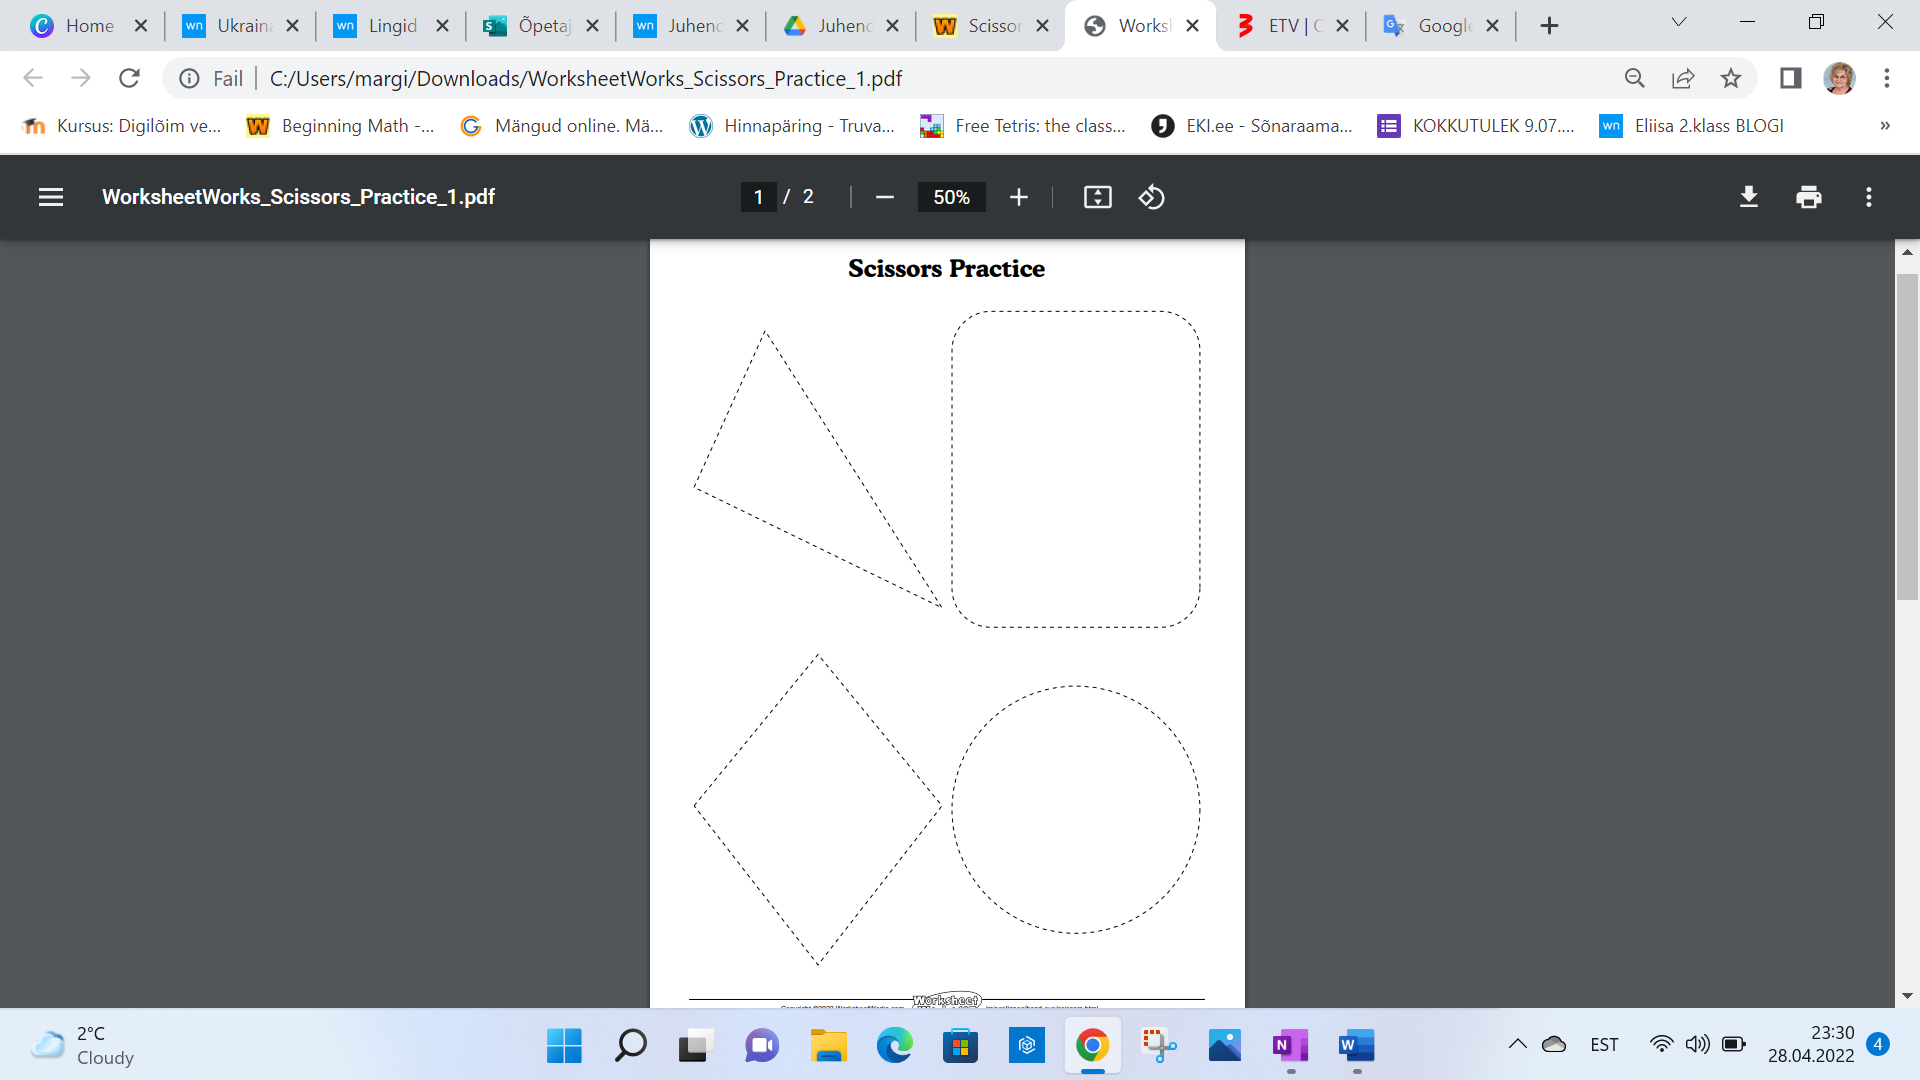 Home
Ukraina
Lingid
Õpetaj
Juhend
Juhend
Scissor
Works
ETV | 
Google
Fail
C:/Users/margi/Downloads/WorksheetWorks_Scissors_Practice_1.pdf
Kursus: Digilõim ve...
Beginning Math -...
Mängud online. Mä...
Hinnapäring - Truva...
Free Tetris: the class...
EKI.ee - Sõnaraama...
KOKKUTULEK 9.07....
Eliisa 2.klass BLOGI
»
WorksheetWorks_Scissors_Practice_1.pdf
1 / 2
50%
Scissors Practice
Worksheet
2°C
Cloudy
EST
23:30
28.04.2022
4